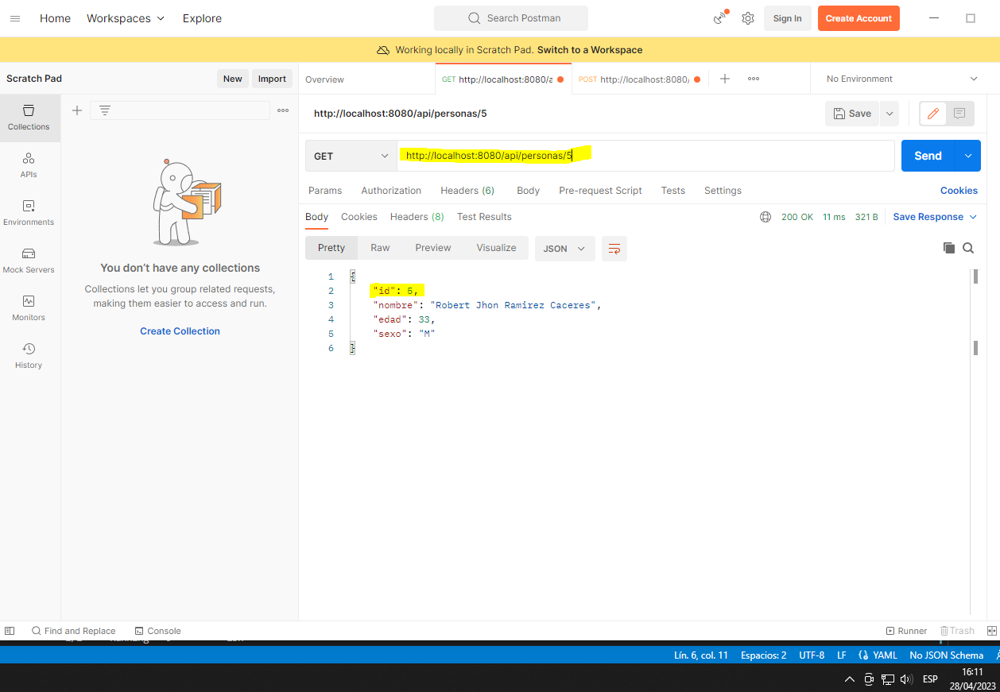 Home Workspaces Explore Search Postman Sign In Create Account
Working locally in Scratch Pad. Switch to a Workspace
Scratch Pad New Import Overview GET http://localhost:8080/a POST http://localhost:8080/ No Environment
Collections
APIs
Environments
Mock Servers
Monitors
History
You don't have any collections
Collections let you group related requests,
making them easier to access and run.
Create Collection
http://localhost:8080/api/personas/5 Save
GET http://localhost:8080/api/personas/5 Send
Params Authorization Headers (6) Body Pre-request Script Tests Settings Cookies
Body Cookies Headers (8) Test Results 200 OK 11 ms 321 B Save Response
Pretty Raw Preview Visualize JSON
1 {
2 "id": 5,
3 "nombre": "Robert Jhon Ramirez Caceres",
4 "edad": 33,
5 "sexo": "M"
6 }
Find and Replace Console Runner Trash
Lín. 6, col. 11 Espacios: 2 UTF-8 LF YAML No JSON Schema
ESP 16:11
28/04/2023